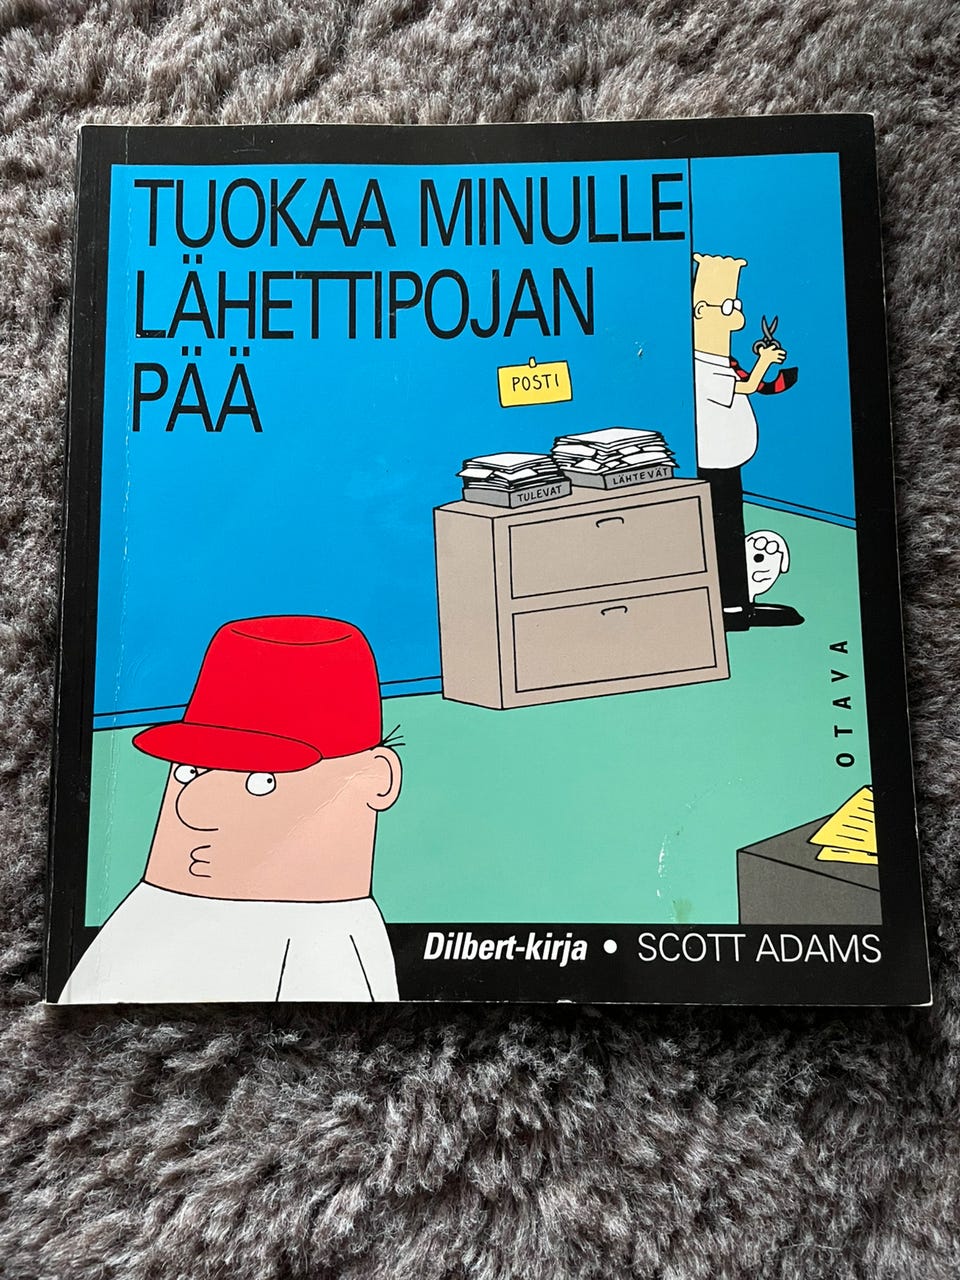 TUOKAA MINULLE
LÄHETTIPOJAN
PÄÄ
POSTI
TULEVAT
LÄHTEVÄT
OTAVA
Dilbert-kirja • SCOTT ADAMS